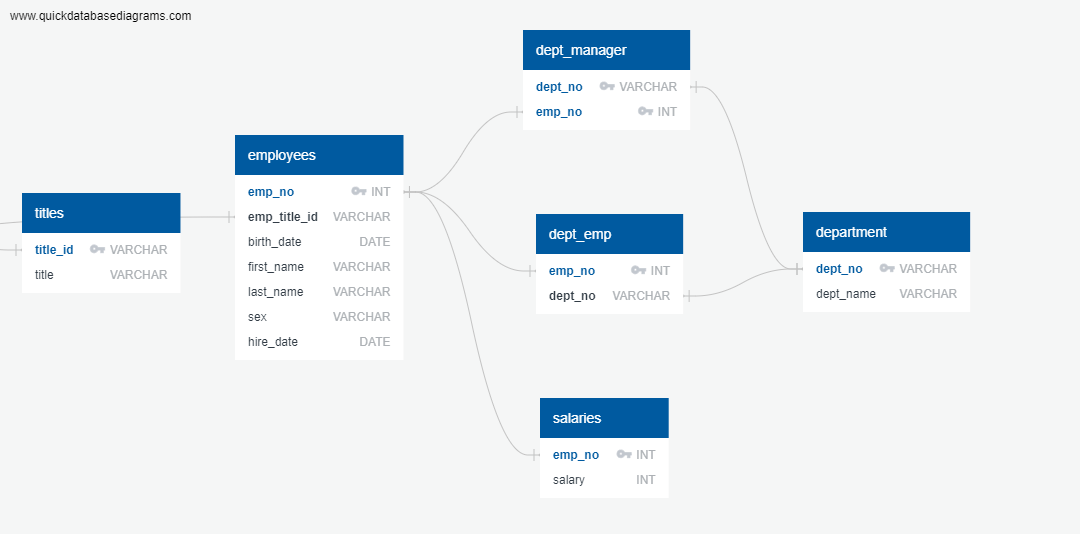 www.quickdatabasediagrams.com
dept_manager
dept_no VARCHAR
emp_no INT
employees
emp_no INT
emp_title_id VARCHAR
birth_date DATE
first_name VARCHAR
last_name VARCHAR
sex VARCHAR
hire_date DATE
titles
title_id VARCHAR
title VARCHAR
dept_emp
emp_no INT
dept_no VARCHAR
department
dept_no VARCHAR
dept_name VARCHAR
salaries
emp_no INT
salary INT